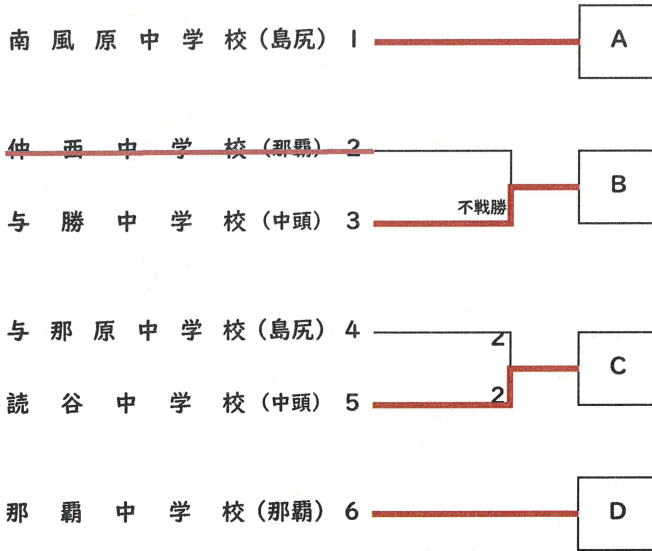 南風原中学校(島尻) 1 A
仲西中学校(那覇) 2
B
不戦勝
与勝中学校(中頭) 3
与那原中学校(島尻) 4
2
C
2
読谷中学校(中頭) 5
那覇中学校(那覇) 6 D